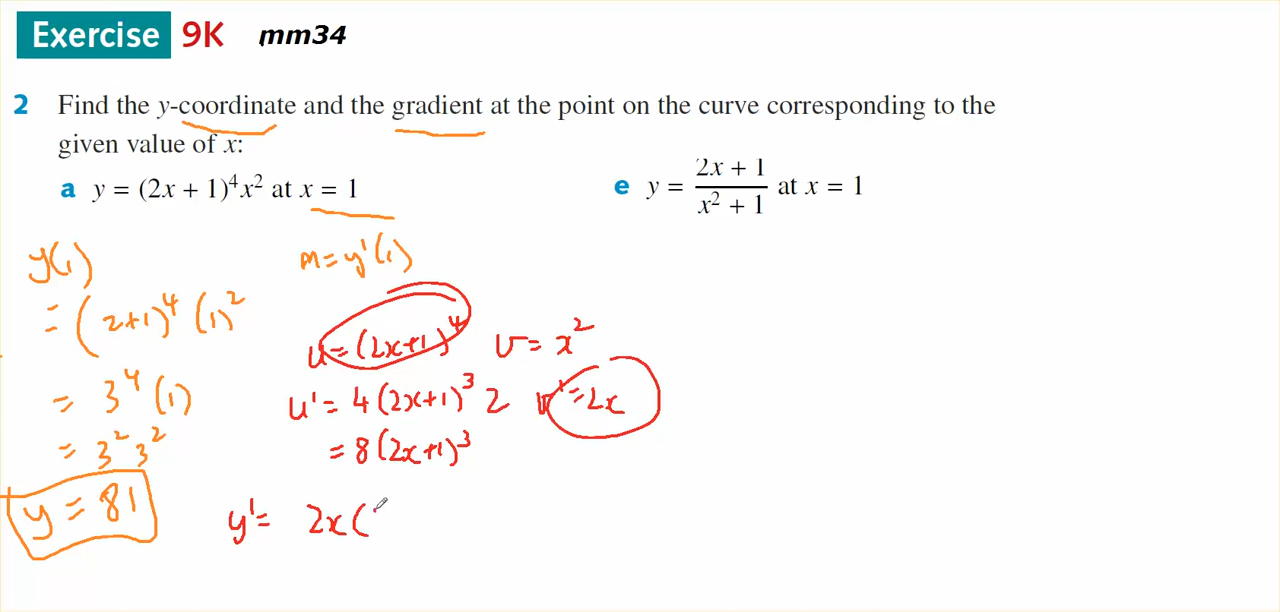 Exercise 9K mm34
2 Find the y-coordinate and the gradient at the point on the curve corresponding to the
given value of x:
a y = (2x + 1)⁴x² at x = 1
e y = (2x + 1)/(x² + 1) at x = 1
y(1)
= (2+1)⁴ (1)²
= 3⁴ (1)
= 3² 3²
y = 81
m = y'(1)
u = (2x+1)⁴ v = x²
u' = 4(2x+1)³ 2 v' = 2x
= 8(2x+1)³
y' = 2x(